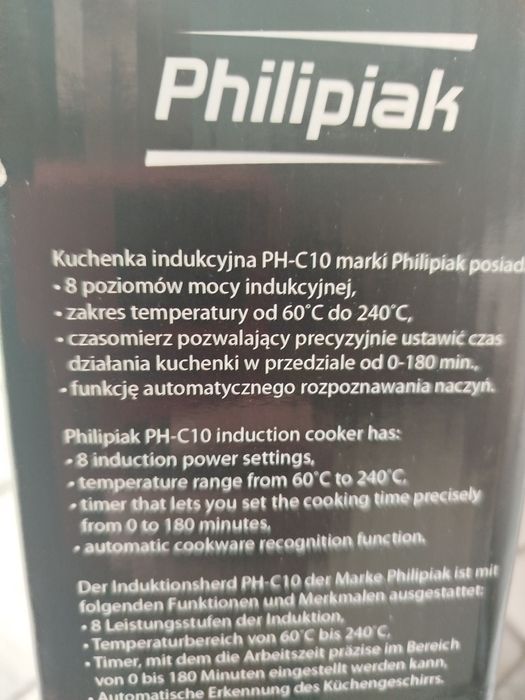 Philipiak
Kuchenka indukcyjna PH-C10 marki Philipiak posiad
• 8 poziomów mocy indukcyjnej,
• zakres temperatury od 60˚C do 240˚C,
• czasomierz pozwalający precyzyjnie ustawić czas
działania kuchenki w przedziale od 0-180 min.,
• funkcję automatycznego rozpoznawania naczyń.
Philipiak PH-C10 induction cooker has:
• 8 induction power settings,
• temperature range from 60˚C to 240˚C,
• timer that lets you set the cooking time precisely
from 0 to 180 minutes,
• automatic cookware recognition function.
Der Induktionsherd PH-C10 der Marke Philipiak ist mit
folgenden Funktionen und Merkmalen ausgestattet:
• 8 Leistungsstufen der Induktion,
• Temperaturbereich von 60˚C bis 240˚C,
• Timer, mit dem die Arbeitszeit präzise im Bereich
von 0 bis 180 Minuten eingestellt werden kann,
• Automatische Erkennung des Küchengeschirrs.